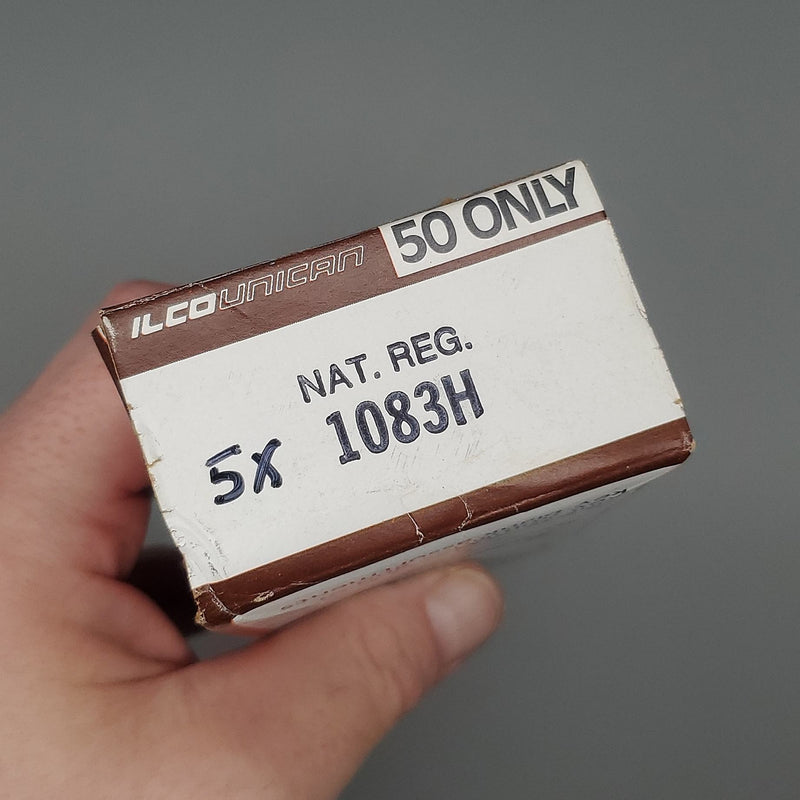 ILCO UNICAN
50 ONLY
NAT. REG.
5X 1083H